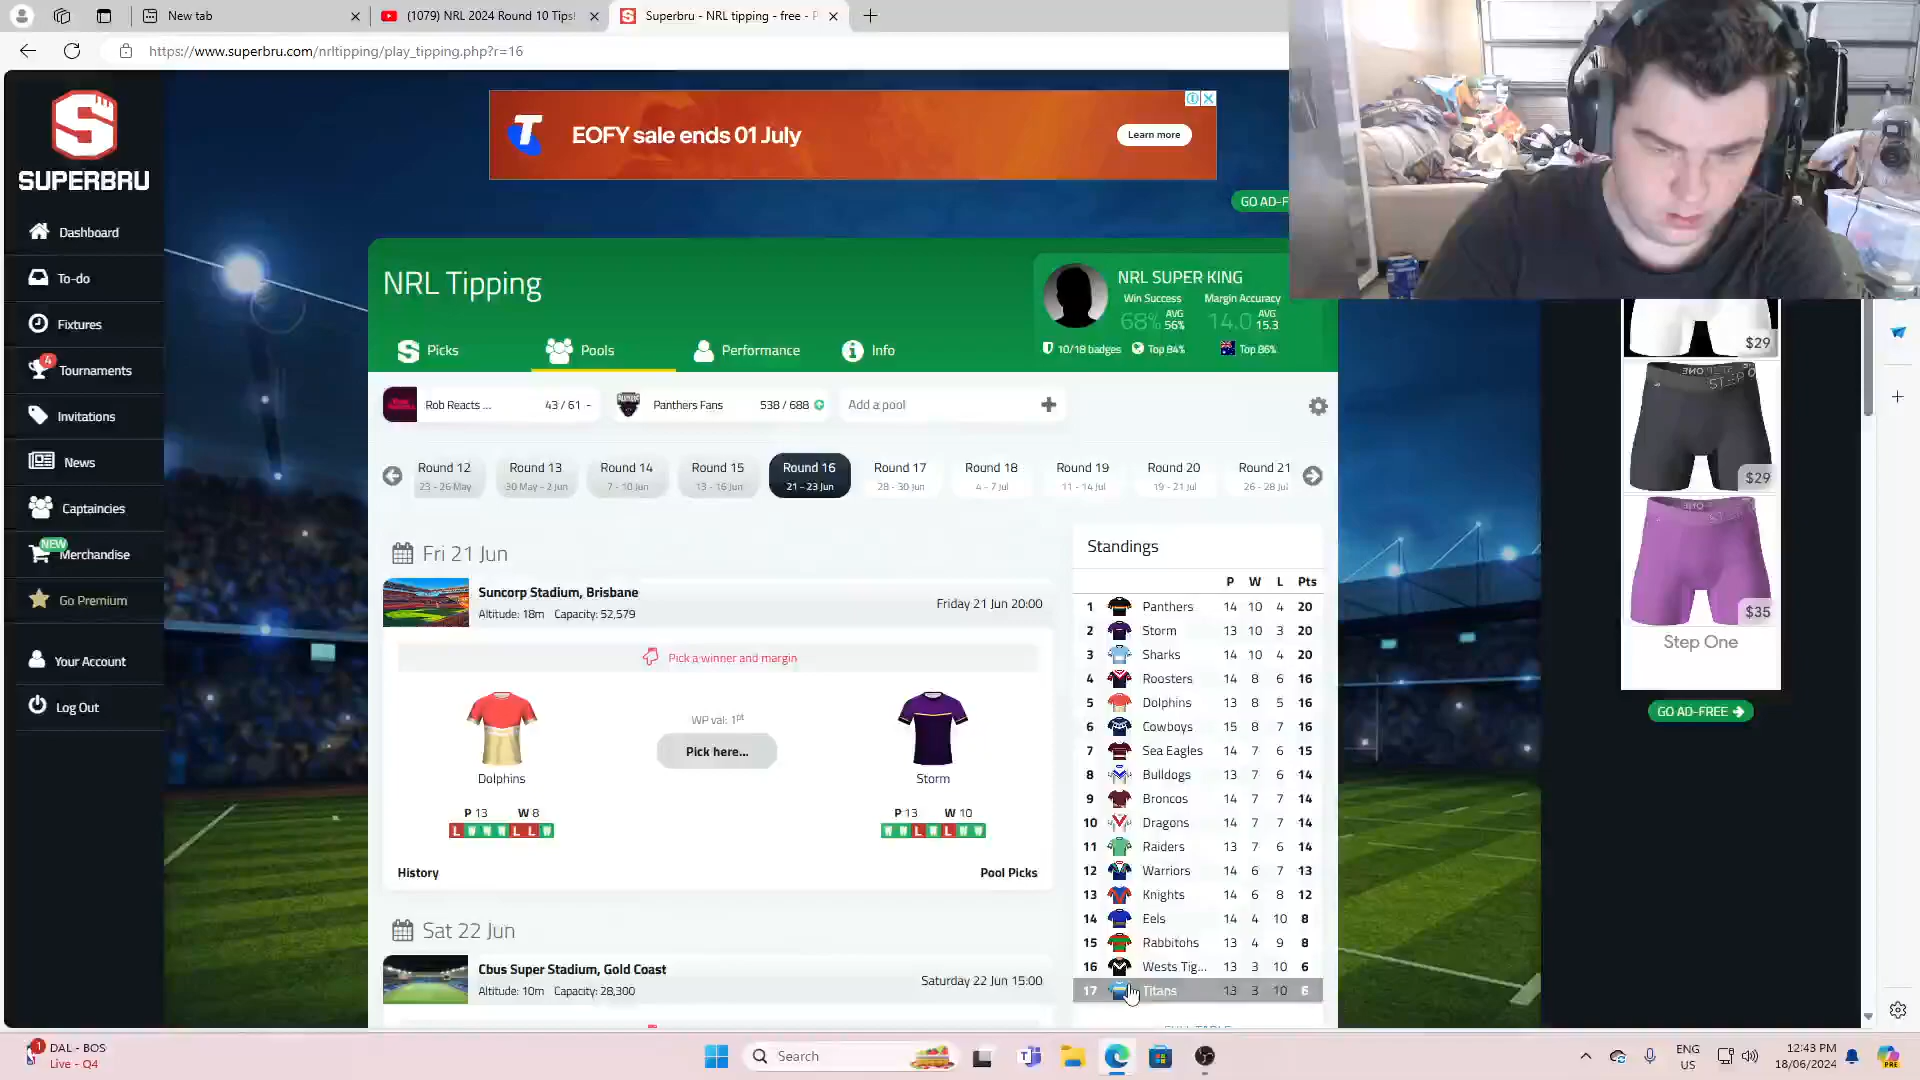 New tab
(1079) NRL 2024 Round 10 Tips!
Superbru - NRL tipping - free - P
https://www.superbru.com/nrltipping/play_tipping.php?r=16
SUPERBRU
Dashboard
To-do
Fixtures
4
Tournaments
Invitations
News
Captaincies
NEW
Merchandise
Go Premium
Your Account
Log Out
T
EOFY sale ends 01 July
Learn more
GO AD-F
NRL Tipping
NRL SUPER KING
Win Success
Margin Accuracy
68% AVG 56%
14.0 AVG 15.3
10/18 badges
Top 84%
Top 86%
Picks
Pools
Performance
Info
Rob Reacts ...
43 / 61 -
Panthers Fans
538 / 688
Add a pool
Round 12
23 - 26 May
Round 13
30 May - 2 Jun
Round 14
7 - 10 Jun
Round 15
13 - 16 Jun
Round 16
21 - 23 Jun
Round 17
28 - 30 Jun
Round 18
4 - 7 Jul
Round 19
11 - 14 Jul
Round 20
19 - 21 Jul
Round 21
26 - 28 Ju
Fri 21 Jun
Suncorp Stadium, Brisbane
Altitude: 18m Capacity: 52,579
Friday 21 Jun 20:00
Pick a winner and margin
WP val: 1pt
Pick here...
Dolphins
Storm
P 13 W 8
P 13 W 10
L W W W L L W
W W L W L W W
History
Pool Picks
Sat 22 Jun
Cbus Super Stadium, Gold Coast
Altitude: 10m Capacity: 28,300
Saturday 22 Jun 15:00
Standings
P W L Pts
1 Panthers 14 10 4 20
2 Storm 13 10 3 20
3 Sharks 14 10 4 20
4 Roosters 14 8 6 16
5 Dolphins 13 8 5 16
6 Cowboys 15 8 7 16
7 Sea Eagles 14 7 6 15
8 Bulldogs 13 7 6 14
9 Broncos 14 7 7 14
10 Dragons 14 7 7 14
11 Raiders 13 7 6 14
12 Warriors 14 6 7 13
13 Knights 14 6 8 12
14 Eels 14 4 10 8
15 Rabbitohs 13 4 9 8
16 Wests Tig... 13 3 10 6
17 Titans 13 3 10 6
$29
$29
$35
Step One
GO AD-FREE
1
DAL - BOS
Live - Q4
Search
ENG
US
12:43 PM
18/06/2024
PRE